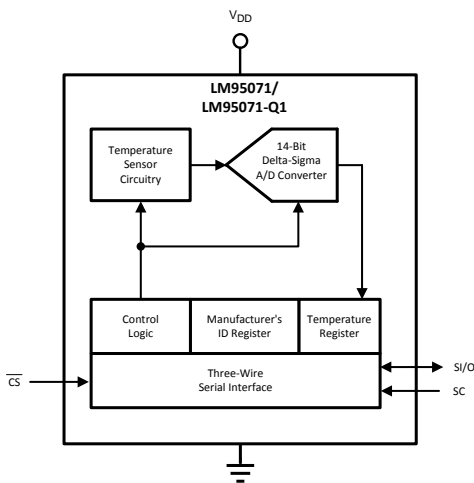 VDD
LM95071/
LM95071-Q1
Temperature
Sensor
Circuitry
14-Bit
Delta-Sigma
A/D Converter
Control
Logic
Manufacturer's
ID Register
Temperature
Register
Three-Wire
Serial Interface
CS
SI/O
SC